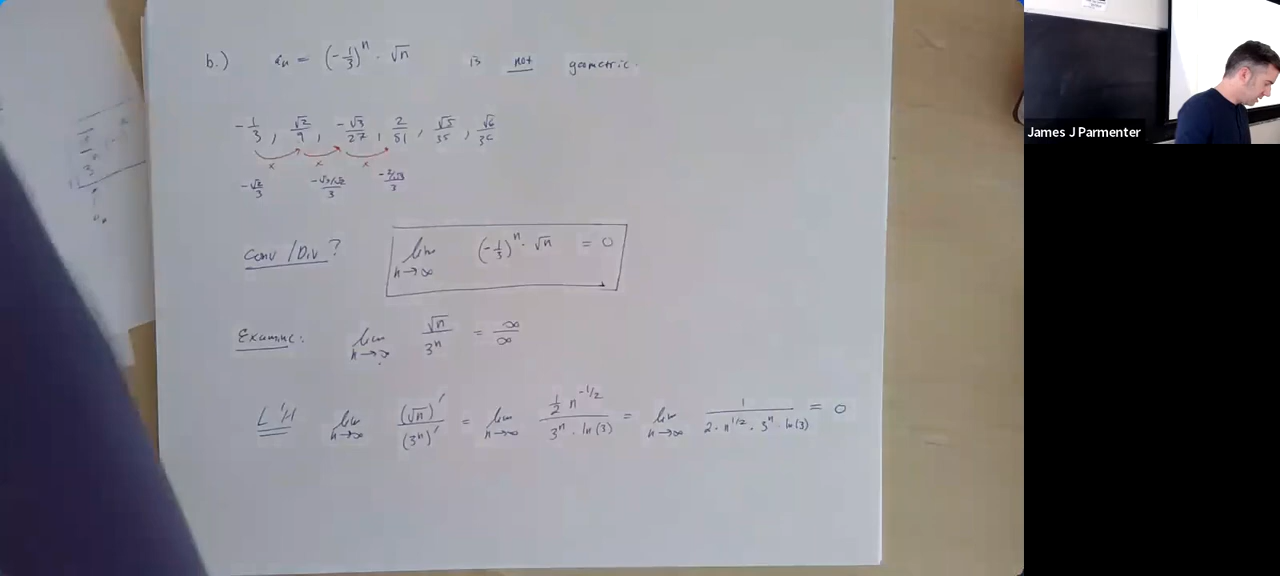 b.) aₙ = (-1/3)ⁿ · √n is not geometric.
-1/3, √2/9, -√3/27, 2/81, √5/3⁵, √6/3⁶
x x x
-√2/3 -√3/√2/3 -2/√3/3
Conv/Div? lim n→∞ (-1/3)ⁿ · √n = 0
Examine: lim n→∞ √n/3ⁿ = ∞/∞
L'H lim n→∞ (√n)'/(3ⁿ)' = lim n→∞ ½ n^(-1/2)/3ⁿ · ln(3) = lim n→∞ 1/2 · n^(1/2) · 3ⁿ · ln(3) = 0
James J Parmenter